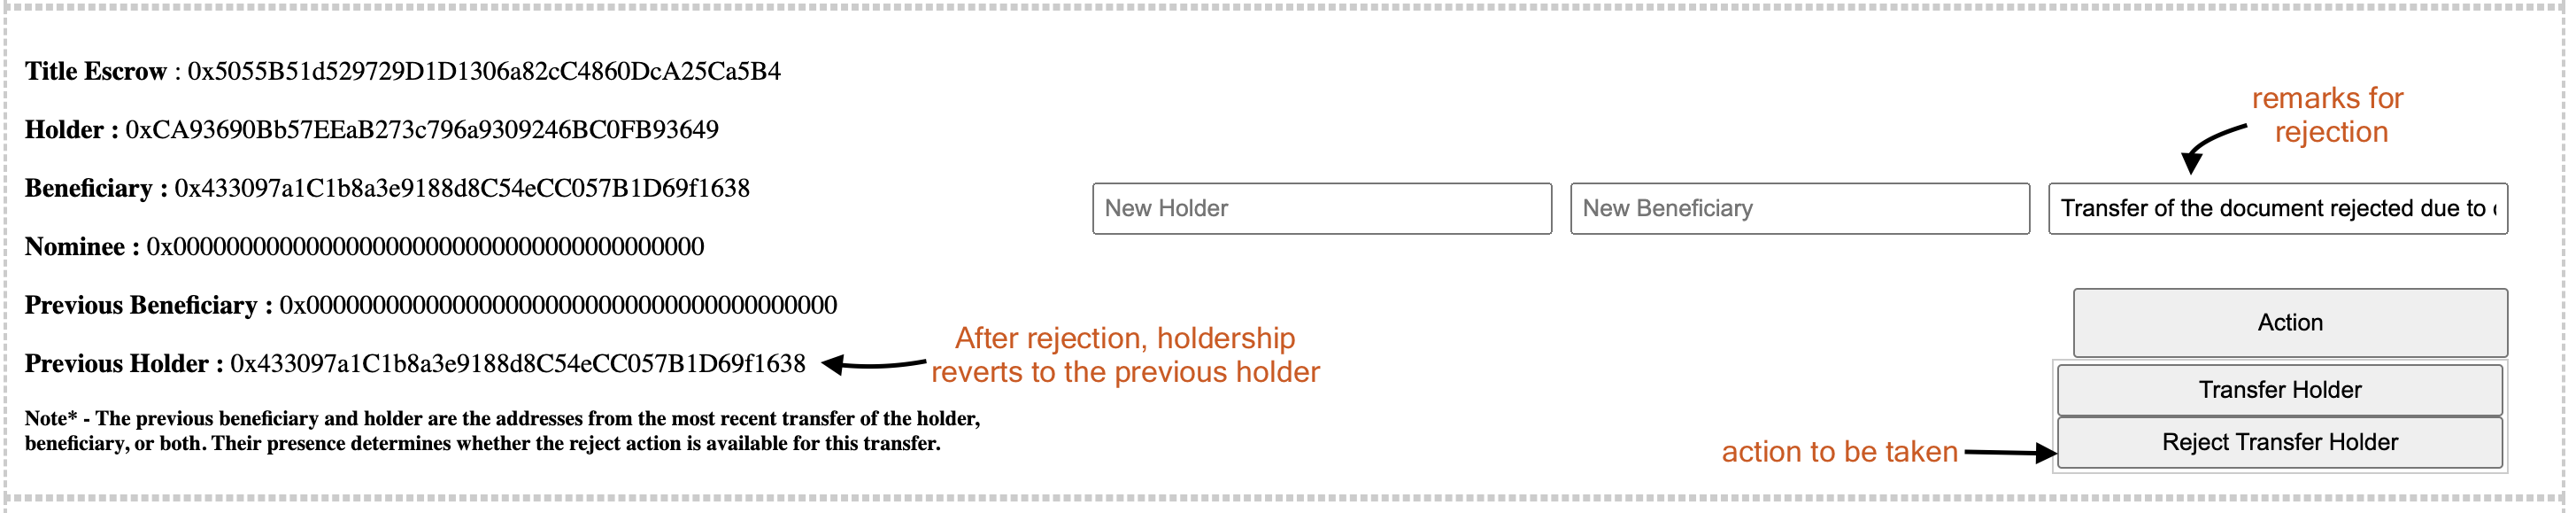 Title Escrow : 0x5055B51d529729D1D1306a82cC4860DcA25Ca5B4
Holder : 0xCA93690Bb57EEaB273c796a9309246BC0FB93649
Beneficiary : 0x433097a1C1b8a3e9188d8C54eCC057B1D69f1638
Nominee : 0x0000000000000000000000000000000000000000
Previous Beneficiary : 0x0000000000000000000000000000000000000000
Previous Holder : 0x433097a1C1b8a3e9188d8C54eCC057B1D69f1638
After rejection, holdership
reverts to the previous holder
Note* - The previous beneficiary and holder are the addresses from the most recent transfer of the holder,
beneficiary, or both. Their presence determines whether the reject action is available for this transfer.
remarks for
rejection
New Holder
New Beneficiary
Transfer of the document rejected due to
Action
Transfer Holder
Reject Transfer Holder
action to be taken